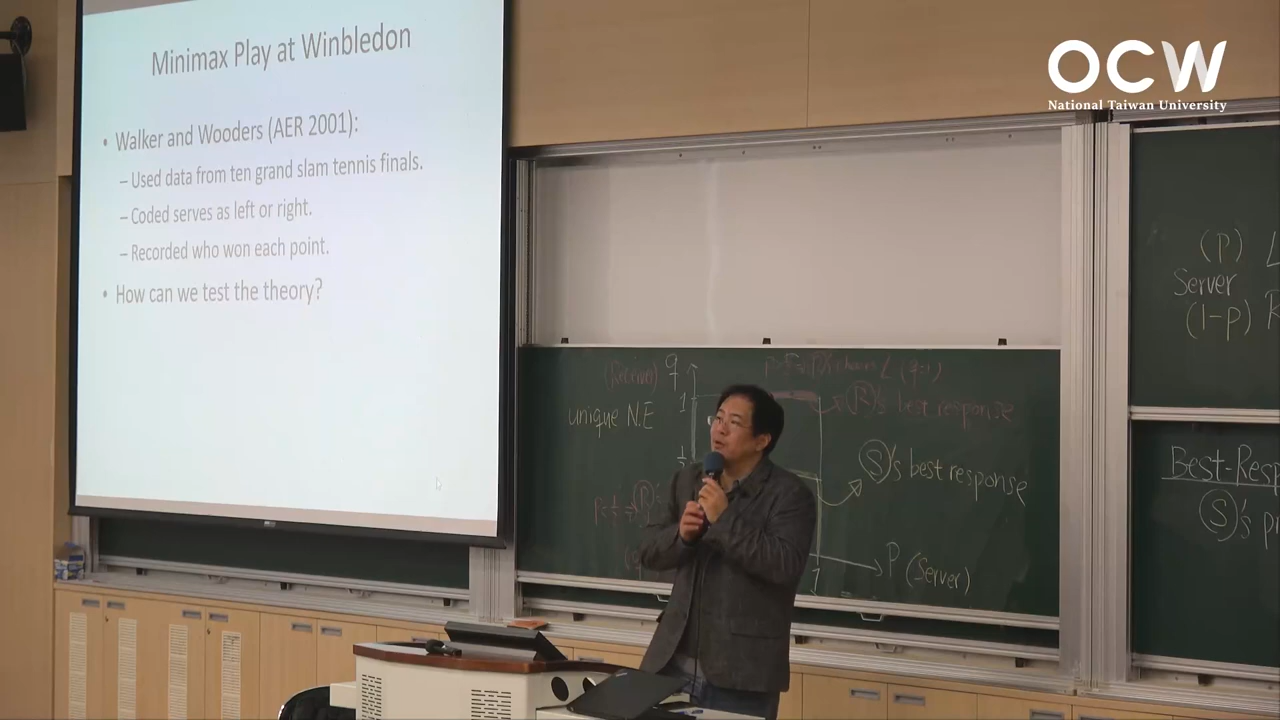 Minimax Play at Winbledon
• Walker and Wooders (AER 2001):
– Used data from ten grand slam tennis finals.
– Coded serves as left or right.
– Recorded who won each point.
• How can we test the theory?
OCW
National Taiwan University
(Receiver) q
1
unique N.E
chooses L (q=1)
(R)'s best response
(S)'s best response
P (Server)
1
(P)
Server
(1-p)
Best-Resp
(S)'s